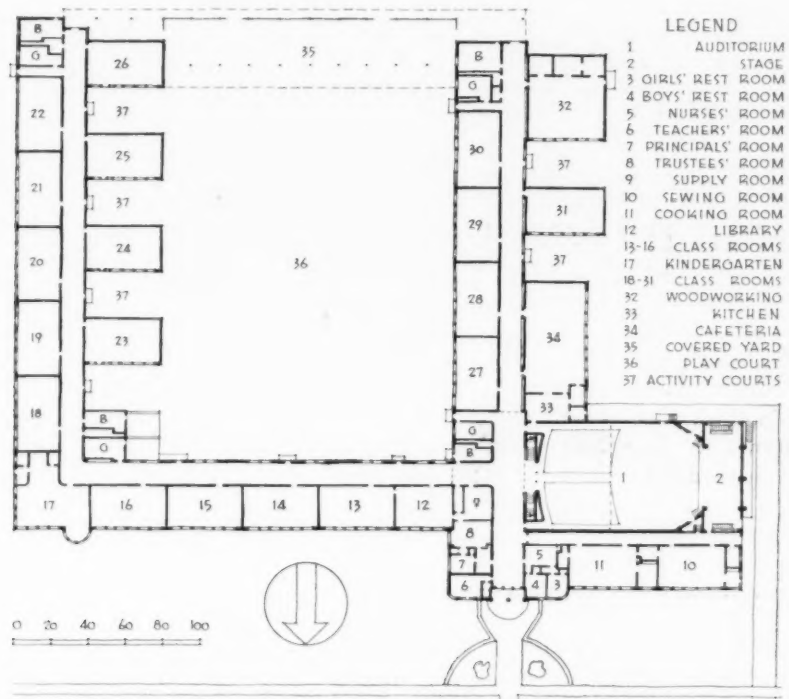 LEGEND
1 AUDITORIUM
2 STAGE
3 GIRLS' REST ROOM
4 BOYS' REST ROOM
5 NURSES' ROOM
6 TEACHERS' ROOM
7 PRINCIPALS' ROOM
8 TRUSTEES' ROOM
9 SUPPLY ROOM
10 SEWING ROOM
11 COOKING ROOM
12 LIBRARY
13-16 CLASS ROOMS
17 KINDERGARTEN
18-31 CLASS ROOMS
32 WOODWORKING
33 KITCHEN
34 CAFETERIA
35 COVERED YARD
36 PLAY COURT
37 ACTIVITY COURTS
B
G
26
35
B
G
32
22
37
30
37
25
21
29
31
37
20
24
36
37
28
34
19
37
23
27
18
33
B
G
G
B
1
2
17
16
15
14
13
12
9
8
7
6
5
4
3
11
10
0 20 40 60 80 100